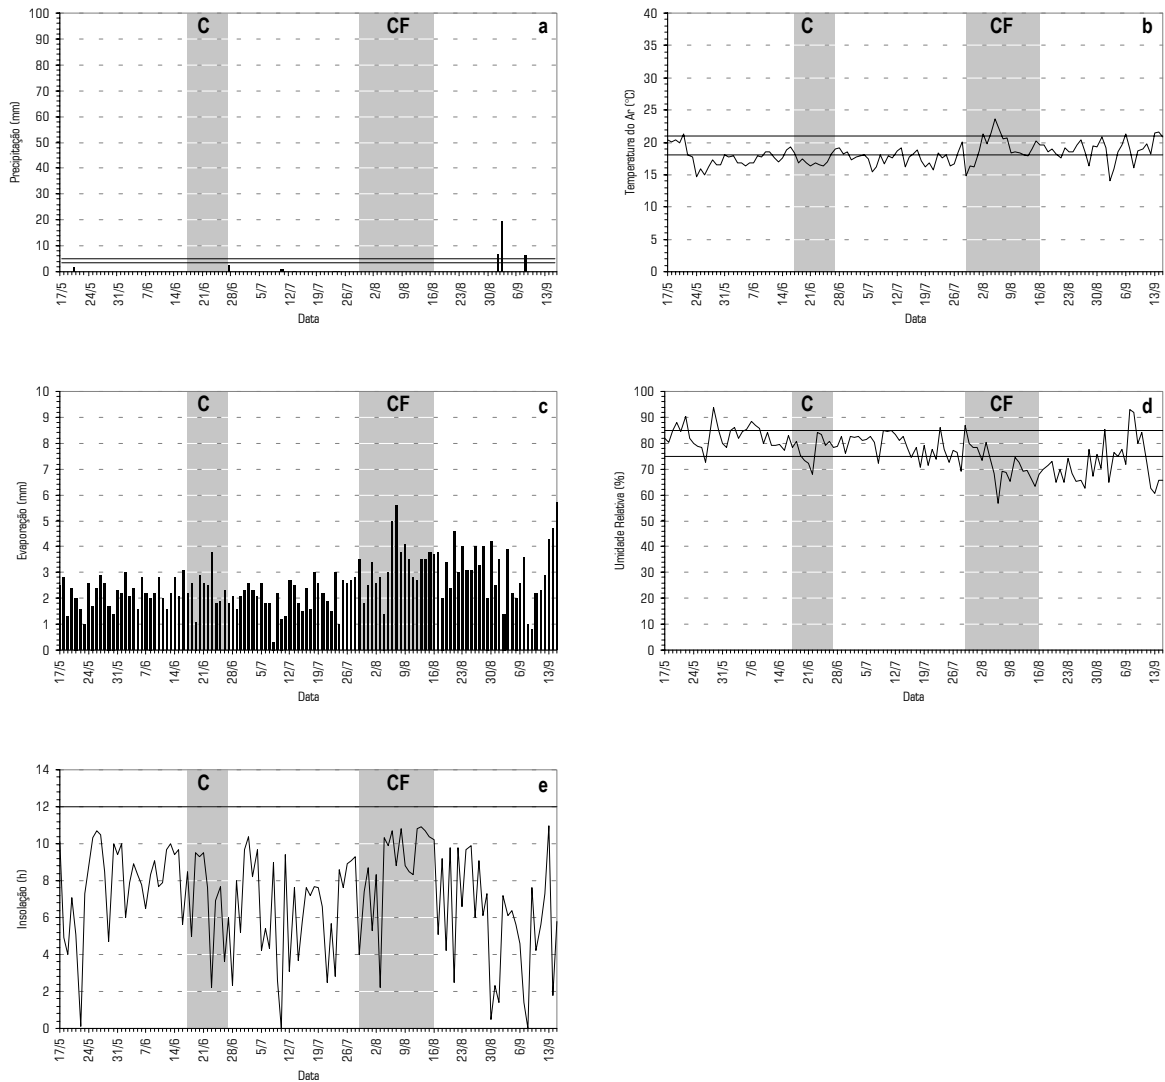 C CF a
Precipitação (mm)
100
90
80
70
60
50
40
30
20
10
0
17/5 24/5 31/5 7/6 14/6 21/6 28/6 5/7 12/7 19/7 26/7 2/8 9/8 16/8 23/8 30/8 6/9 13/9
Data
C CF b
Temperatura do Ar (°C)
40
35
30
25
20
15
10
5
0
17/5 24/5 31/5 7/6 14/6 21/6 28/6 5/7 12/7 19/7 26/7 2/8 9/8 16/8 23/8 30/8 6/9 13/9
Data
C CF c
Evaporação (mm)
10
9
8
7
6
5
4
3
2
1
0
17/5 24/5 31/5 7/6 14/6 21/6 28/6 5/7 12/7 19/7 26/7 2/8 9/8 16/8 23/8 30/8 6/9 13/9
Data
C CF d
Umidade Relativa (%)
100
90
80
70
60
50
40
30
20
10
0
17/5 24/5 31/5 7/6 14/6 21/6 28/6 5/7 12/7 19/7 26/7 2/8 9/8 16/8 23/8 30/8 6/9 13/9
Data
C CF e
Insolação (h)
14
12
10
8
6
4
2
0
17/5 24/5 31/5 7/6 14/6 21/6 28/6 5/7 12/7 19/7 26/7 2/8 9/8 16/8 23/8 30/8 6/9 13/9
Data